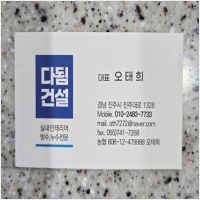 다됨
건설
실내인테리어
방수,누수전문
대표 오태희
경남 진주시 진주대로 1328
Mobile. 010-2483-7733
mail. oth7272@naver.com
fax. 055)741-7268
농협 806-12-479988 오태희